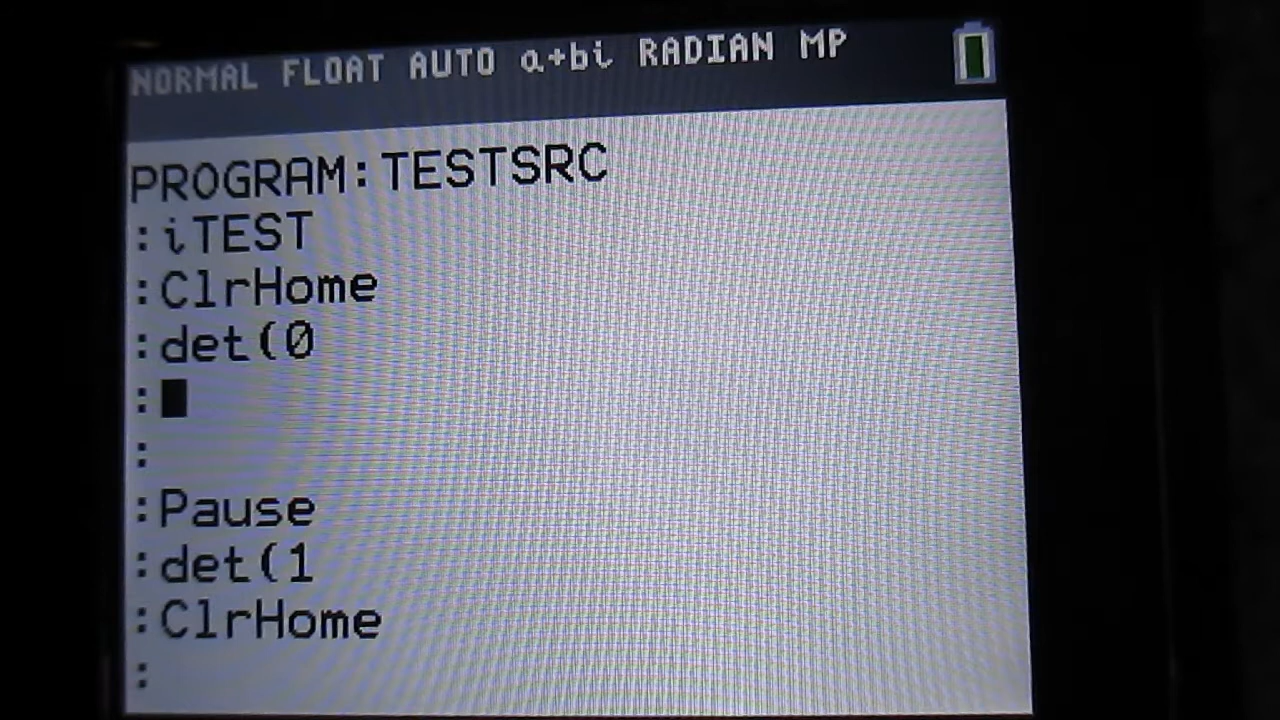 NORMAL FLOAT AUTO a+bi RADIAN MP
PROGRAM:TESTSRC
:iTEST
:ClrHome
:det(0
:
:
:Pause
:det(1
:ClrHome
: